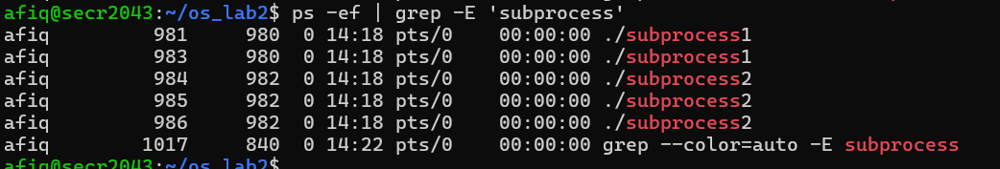 afiq@secr2043:~/os_lab2$ ps -ef | grep -E 'subprocess'
afiq         981     980  0 14:18 pts/0    00:00:00 ./subprocess1
afiq         983     980  0 14:18 pts/0    00:00:00 ./subprocess1
afiq         984     982  0 14:18 pts/0    00:00:00 ./subprocess2
afiq         985     982  0 14:18 pts/0    00:00:00 ./subprocess2
afiq         986     982  0 14:18 pts/0    00:00:00 ./subprocess2
afiq        1017     840  0 14:22 pts/0    00:00:00 grep --color=auto -E subprocess
afiq@secr2043:~/os_lab2$